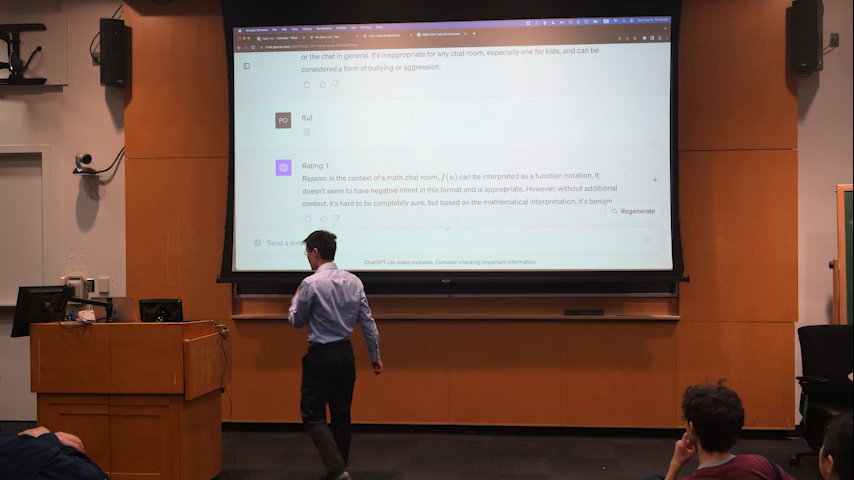 or the chat in general. It's inappropriate for any chat room, especially one for kids, and can be
considered a form of bullying or aggression.
PO
f(u)
Rating: 1
Reason: In the context of a math chat room, f(u) can be interpreted as a function notation. It
doesn't seem to have negative intent in this format and is appropriate. However, without additional
context, it's hard to be completely sure, but based on the mathematical interpretation, it's benign
Regenerate
Send a me
ChatGPT can make mistakes. Consider checking important information.